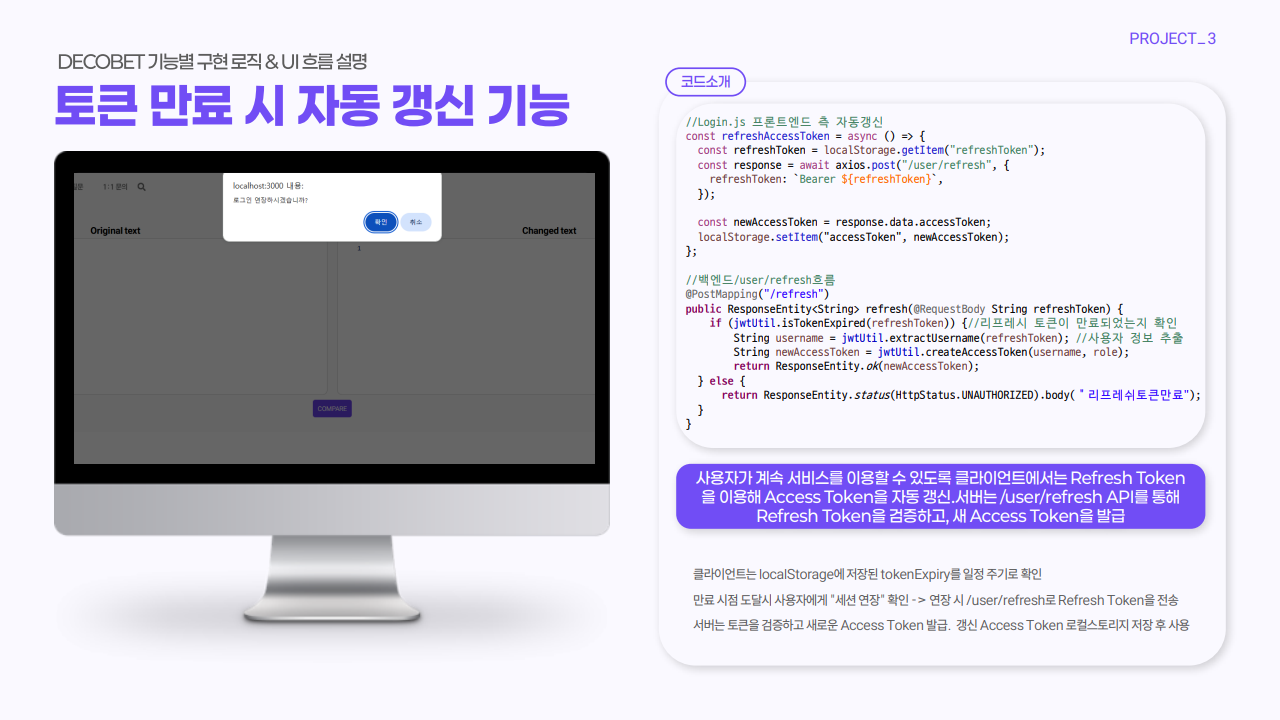 PROJECT_3
DECOBET 기능별 구현 로직 & UI 흐름 설명
토큰 만료 시 자동 갱신 기능
1/1 문의
localhost:3000 내용:
로그인 연장하시겠습니까?
확인
취소
Original text
Changed text
1
COMPARE
코드소개
//Login.js 프론트엔드 측 자동갱신
const refreshAccessToken = async () => {
const refreshToken = localStorage.getItem("refreshToken");
const response = await axios.post("/user/refresh", {
refreshToken: `Bearer ${refreshToken}`,
});
const newAccessToken = response.data.accessToken;
localStorage.setItem("accessToken", newAccessToken);
};
//백엔드/user/refresh흐름
@PostMapping("/refresh")
public ResponseEntity<String> refresh(@RequestBody String refreshToken) {
if (jwtUtil.isTokenExpired(refreshToken)) {//리프레시 토큰이 만료되었는지 확인
String username = jwtUtil.extractUsername(refreshToken); //사용자 정보 추출
String newAccessToken = jwtUtil.createAccessToken(username, role);
return ResponseEntity.ok(newAccessToken);
} else {
return ResponseEntity.status(HttpStatus.UNAUTHORIZED).body("리프레쉬토큰만료");
}
}
사용자가 계속 서비스를 이용할 수 있도록 클라이언트에서는 Refresh Token
을 이용해 Access Token을 자동 갱신.서버는 /user/refresh API를 통해
Refresh Token을 검증하고, 새 Access Token을 발급
클라이언트는 localStorage에 저장된 tokenExpiry를 일정 주기로 확인
만료 시점 도달시 사용자에게 "세션 연장" 확인 -> 연장 시 /user/refresh로 Refresh Token을 전송
서버는 토큰을 검증하고 새로운 Access Token 발급. 갱신 Access Token 로컬스토리지 저장 후 사용